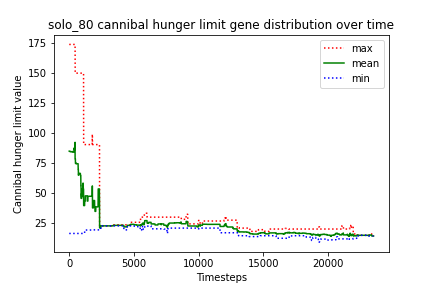 solo_80 cannibal hunger limit gene distribution over time
175
150
125
100
75
50
25
Cannibal hunger limit value
max
mean
min
0
5000
10000
15000
20000
Timesteps